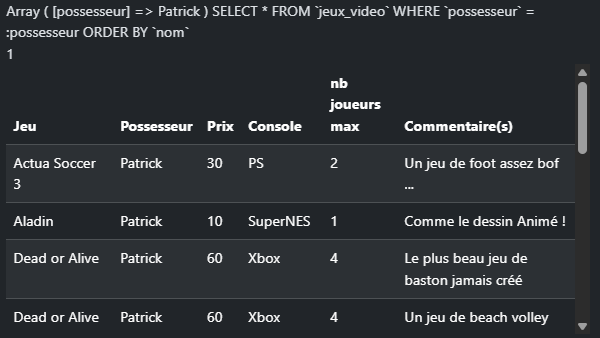 Array ( [possesseur] => Patrick ) SELECT * FROM `jeux_video` WHERE `possesseur` =
:possesseur ORDER BY `nom`
1
nb
joueurs
Jeu Possesseur Prix Console max Commentaire(s)
Actua Soccer Patrick 30 PS 2 Un jeu de foot assez bof
3 ...
Aladin Patrick 10 SuperNES 1 Comme le dessin Animé !
Dead or Alive Patrick 60 Xbox 4 Le plus beau jeu de
baston jamais créé
Dead or Alive Patrick 60 Xbox 4 Un jeu de beach volley